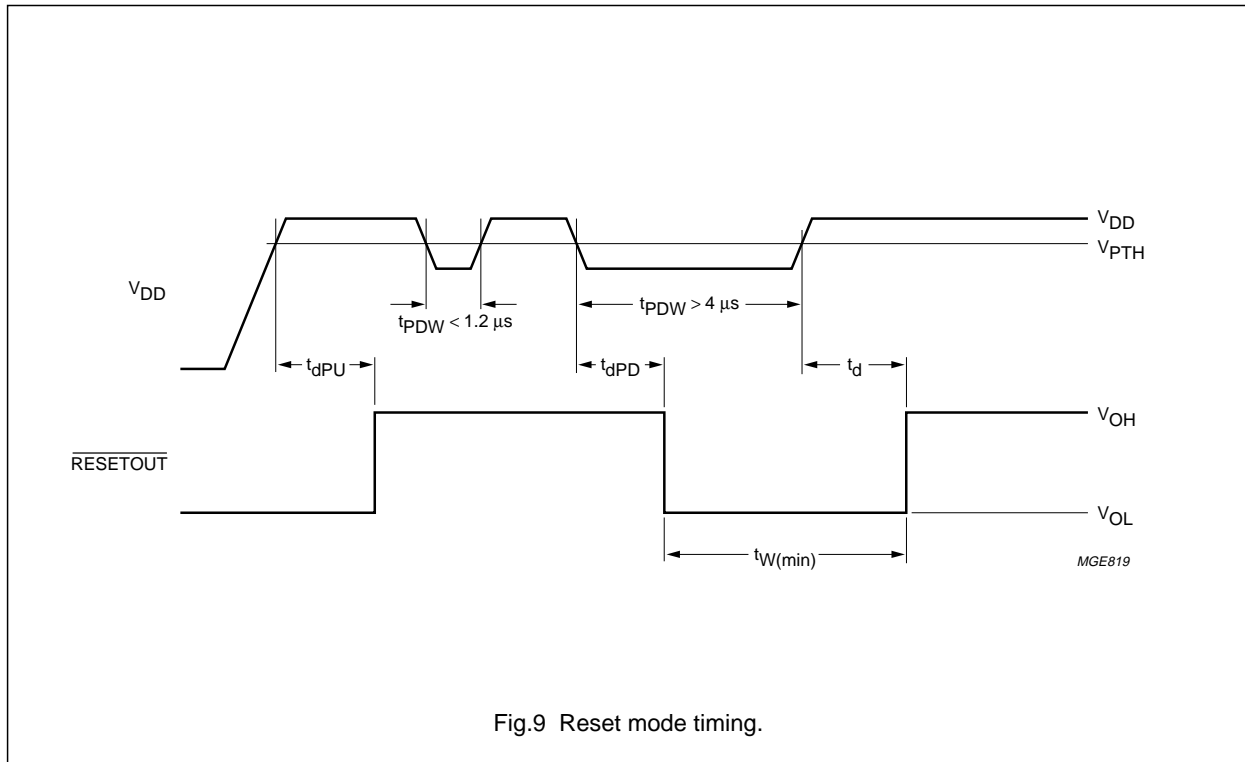 VDD
VPTH
VDD
tPDW < 1.2 µs
tPDW > 4 µs
tdPU
tdPD
td
VOH
RESETOUT
VOL
tW(min)
MGE819
Fig.9 Reset mode timing.